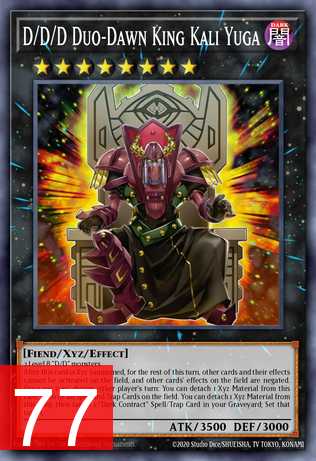 D/D/D Duo-Dawn King Kali Yuga
DARK
闇
[Fiend/Xyz/Effect]
2 Level 8 "D/D" monsters
After this card is Xyz Summoned, for the rest of this turn, other cards and their effects
cannot be activated on the field, and other cards' effects on the field are negated.
other player's turn: You can detach 1 Xyz Material from this
and Trap Cards on the field. You can detach 1 Xyz Material from
"Dark Contract" Spell/Trap Card in your Graveyard; Set that
77
ATK/3500 DEF/3000
©2020 Studio Dice/SHUEISHA, TV TOKYO, KONAMI